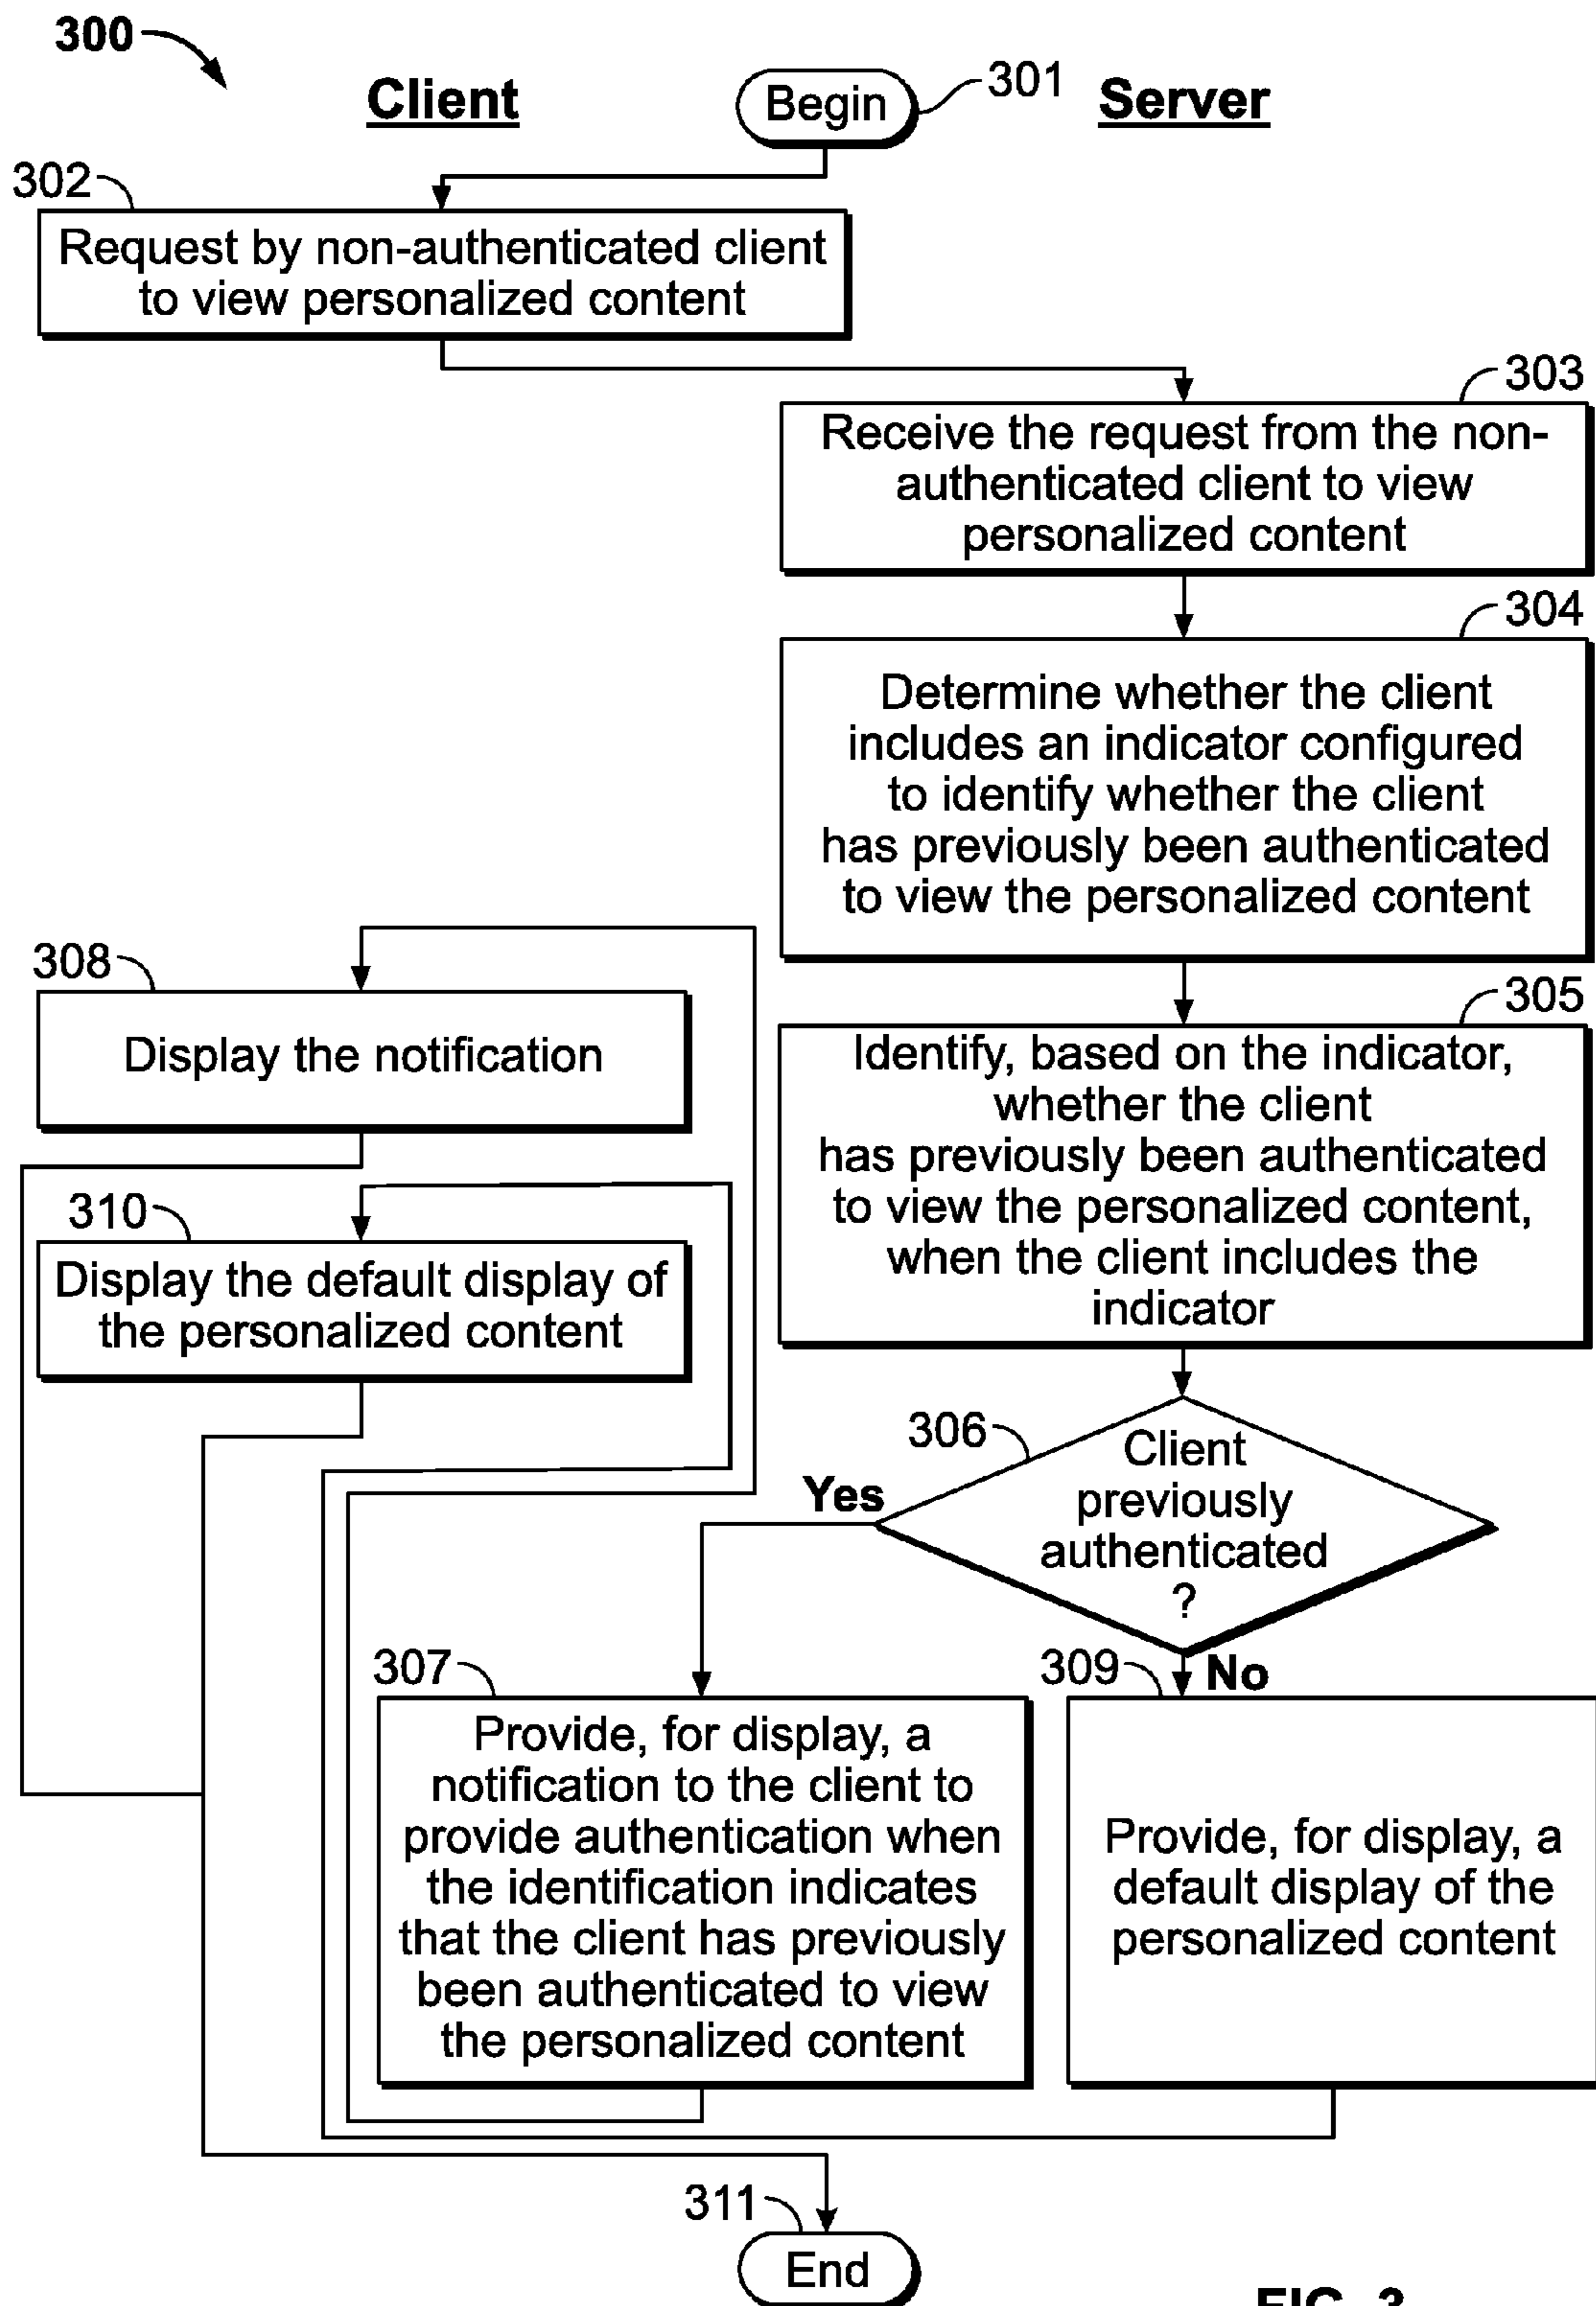 300
Client
Begin
301
Server
302
Request by non-authenticated client
to view personalized content
303
Receive the request from the non-
authenticated client to view
personalized content
304
Determine whether the client
includes an indicator configured
to identify whether the client
has previously been authenticated
to view the personalized content
308
Display the notification
305
Identify, based on the indicator,
whether the client
has previously been authenticated
to view the personalized content,
when the client includes the
indicator
310
Display the default display of
the personalized content
306
Client
previously
authenticated
?
Yes
No
307
Provide, for display, a
notification to the client to
provide authentication when
the identification indicates
that the client has previously
been authenticated to view
the personalized content
309
Provide, for display, a
default display of the
personalized content
311
End
FIG. 3